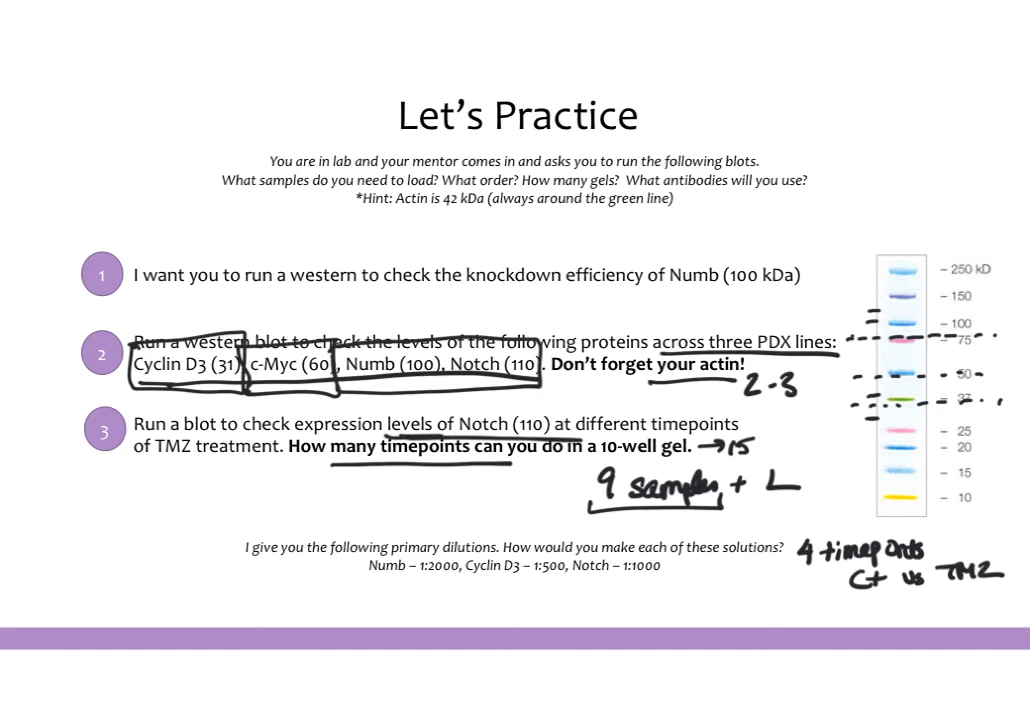 Let's Practice
You are in lab and your mentor comes in and asks you to run the following blots.
What samples do you need to load? What order? How many gels? What antibodies will you use?
*Hint: Actin is 42 kDa (always around the green line)
1
I want you to run a western to check the knockdown efficiency of Numb (100 kDa)
2
Run a western blot to check the levels of the following proteins across three PDX lines:
Cyclin D3 (31), c-Myc (60), Numb (100), Notch (110). Don't forget your actin!
2-3
3
Run a blot to check expression levels of Notch (110) at different timepoints
of TMZ treatment. How many timepoints can you do in a 10-well gel. → 15
9 samples + L
I give you the following primary dilutions. How would you make each of these solutions?
Numb – 1:2000, Cyclin D3 – 1:500, Notch – 1:1000
4 timeponts
Ct vs TMZ
– 250 kD
– 150
– 100
– 75
– 50
– 37
– 25
– 20
– 15
– 10